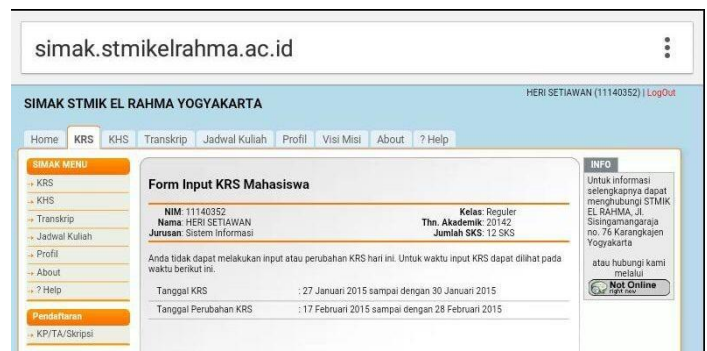 simak.stmikelrahma.ac.id
HERI SETIAWAN (11140352) | LogOut
SIMAK STMIK EL RAHMA YOGYAKARTA
Home KRS KHS Transkrip Jadwal Kuliah Profil Visi Misi About ? Help
SIMAK MENU
KRS
KHS
Transkrip
Jadwal Kuliah
Profil
About
? Help
Pendaftaran
KP/TA/Skripsi
Form Input KRS Mahasiswa
NIM: 11140352 Kelas: Reguler
Nama: HERI SETIAWAN Thn. Akademik: 20142
Jurusan: Sistem Informasi Jumlah SKS: 12 SKS
Anda tidak dapat melakukan input atau perubahan KRS hari ini. Untuk waktu input KRS dapat dilihat pada
waktu berikut ini.
Tanggal KRS : 27 Januari 2015 sampai dengan 30 Januari 2015
Tanggal Perubahan KRS : 17 Februari 2015 sampai dengan 28 Februari 2015
INFO
Untuk informasi
selengkapnya dapat
menghubungi STMIK
EL RAHMA, Jl.
Sisingamangaraja
no. 76 Karangkajen
Yogyakarta
atau hubungi kami
melalui
Not Online
right now